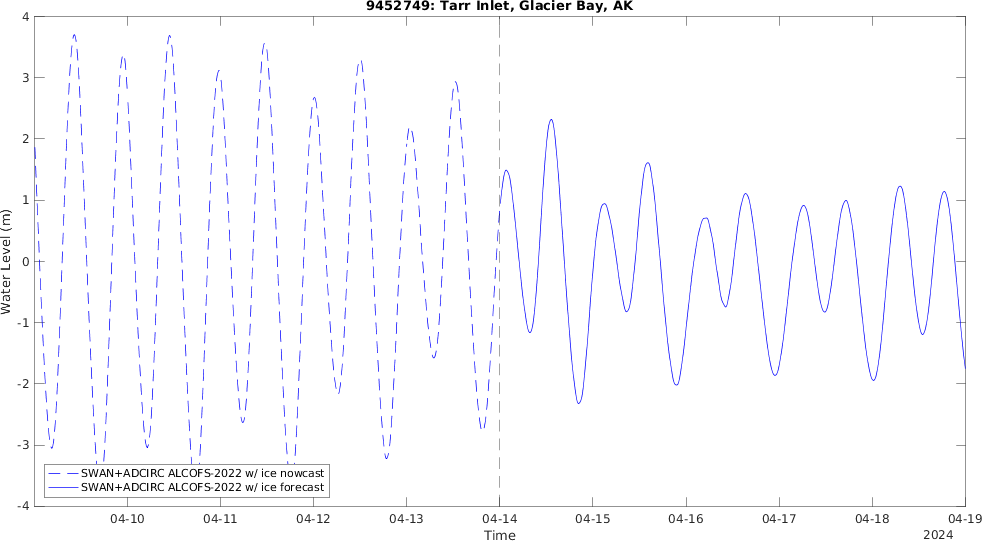 9452749: Tarr Inlet, Glacier Bay, AK
Water Level (m)
4
3
2
1
0
-1
-2
-3
-4
SWAN+ADCIRC ALCOFS-2022 w/ ice nowcast
SWAN+ADCIRC ALCOFS-2022 w/ ice forecast
04-10 04-11 04-12 04-13 04-14 04-15 04-16 04-17 04-18 04-19
Time
2024